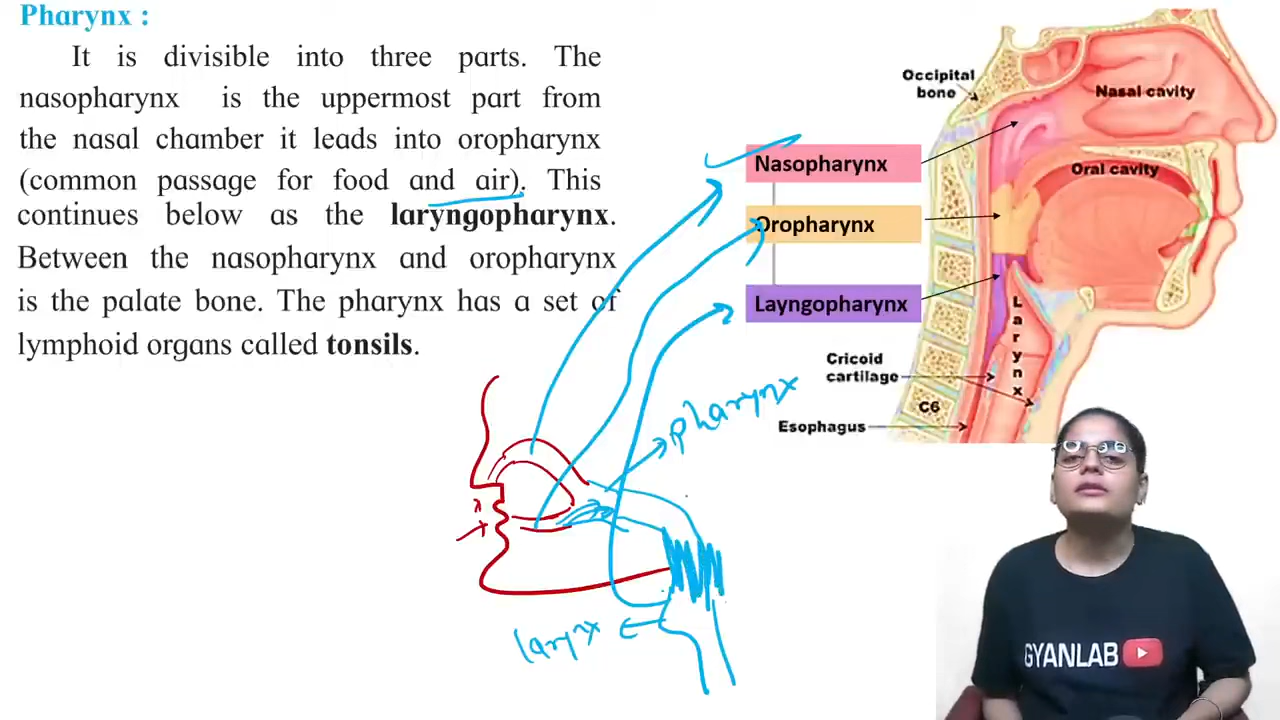 Pharynx :
It is divisible into three parts. The
nasopharynx is the uppermost part from
the nasal chamber it leads into oropharynx
(common passage for food and air). This
continues below as the laryngopharynx.
Between the nasopharynx and oropharynx
is the palate bone. The pharynx has a set of
lymphoid organs called tonsils.
Occipital
bone
Nasal cavity
Nasopharynx
Oral cavity
Oropharynx
Layngopharynx
Larynx
Cricoid
cartilage
C6
Esophagus
pharynx
larynx
GYANLAB